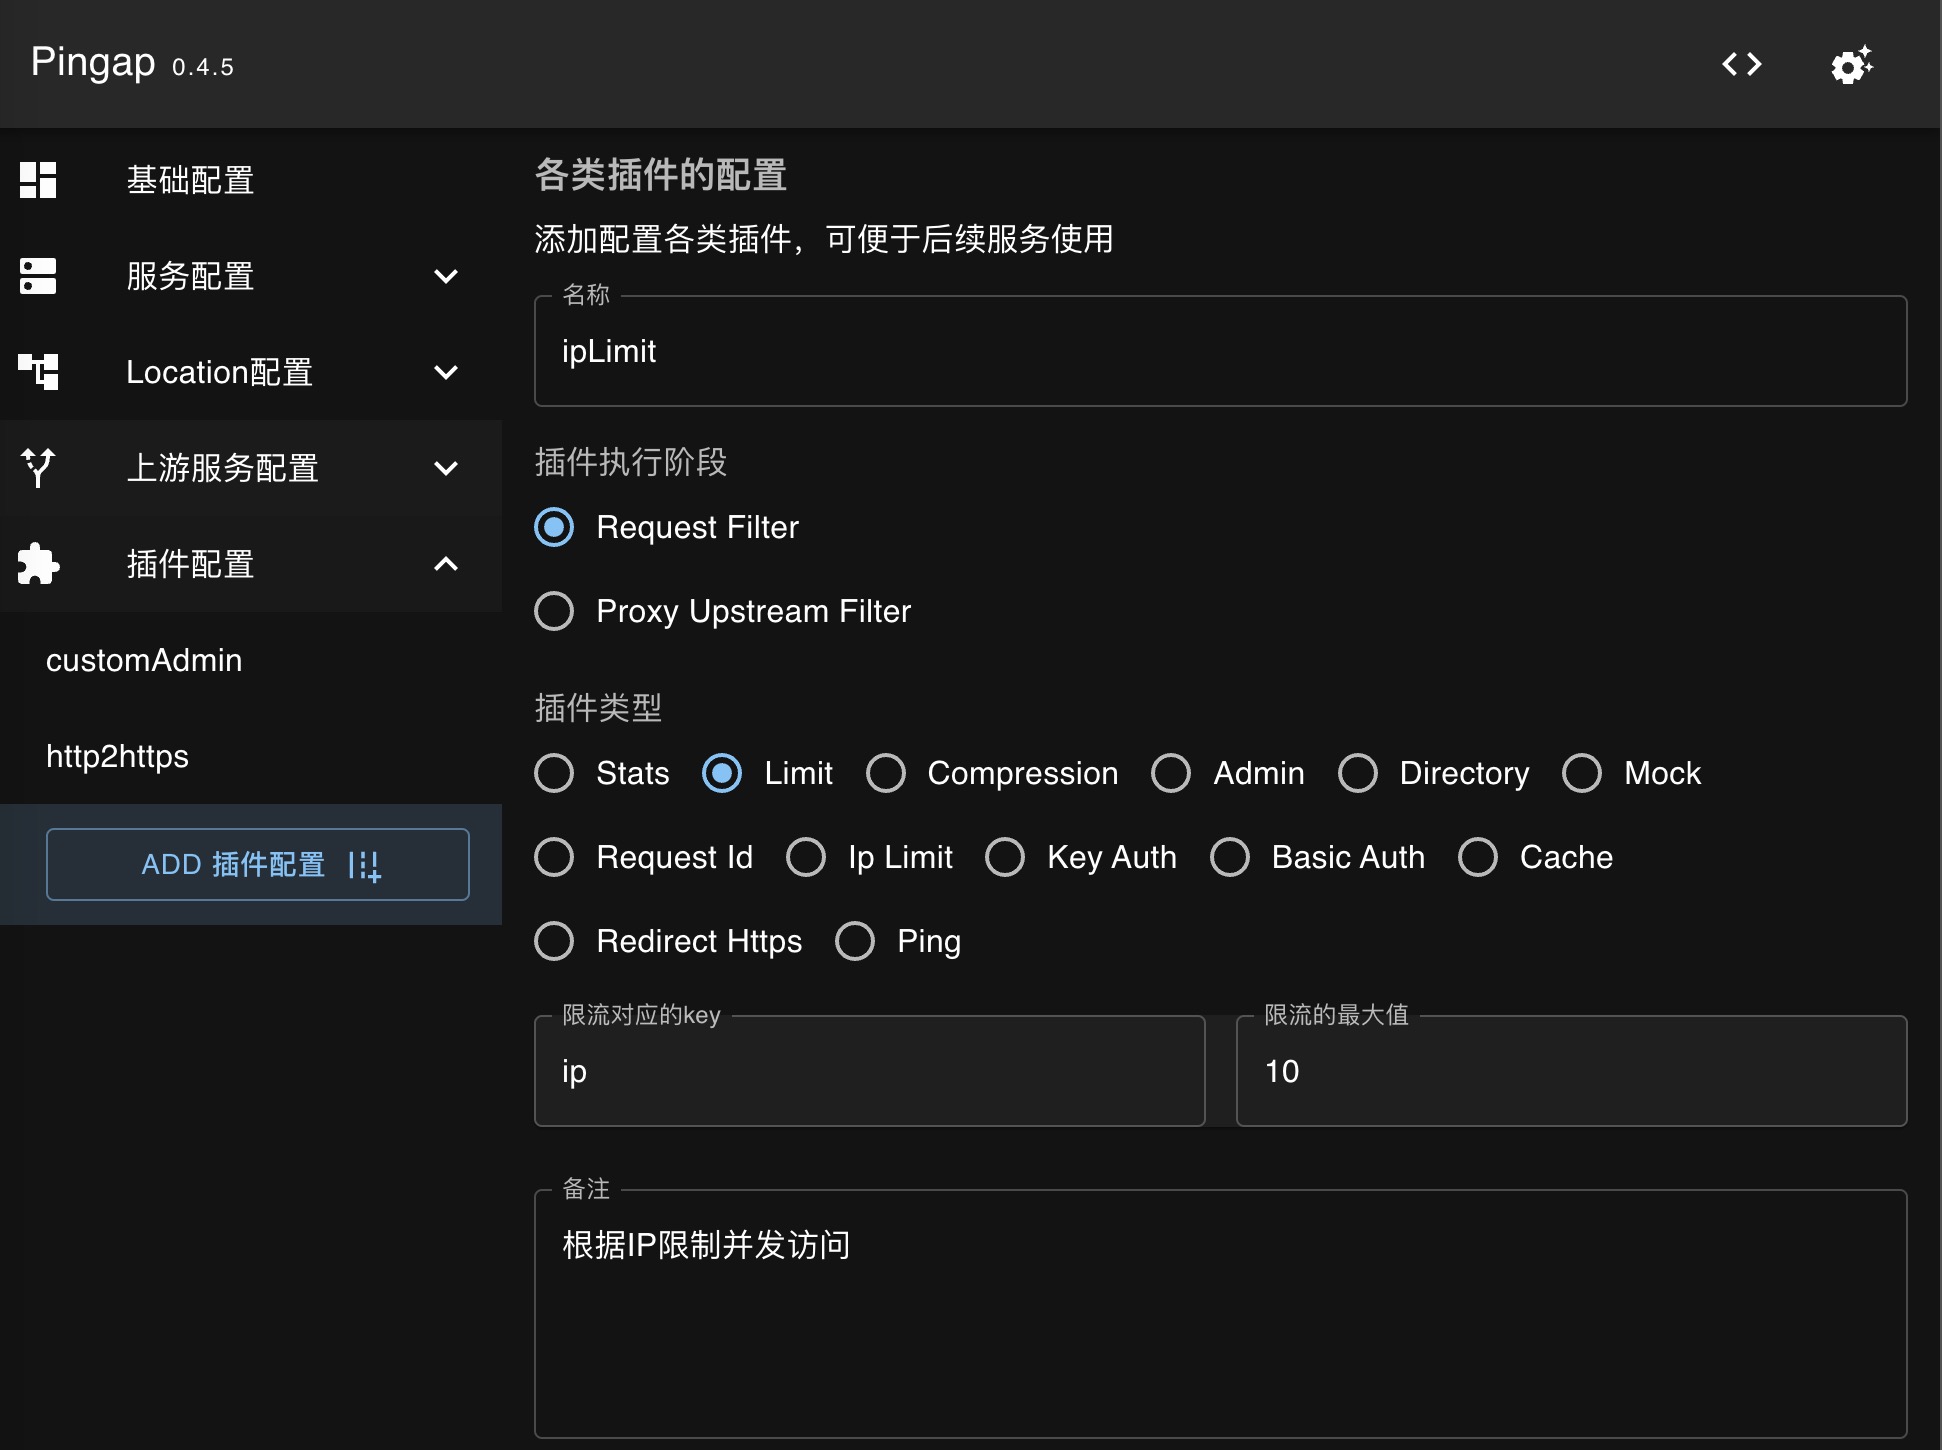 Pingap 0.4.5
基础配置
服务配置
Location配置
上游服务配置
插件配置
customAdmin
http2https
ADD 插件配置
各类插件的配置
添加配置各类插件，可便于后续服务使用
名称
ipLimit
插件执行阶段
Request Filter
Proxy Upstream Filter
插件类型
Stats Limit Compression Admin Directory Mock
Request Id Ip Limit Key Auth Basic Auth Cache
Redirect Https Ping
限流对应的key 限流的最大值
ip 10
备注
根据IP限制并发访问